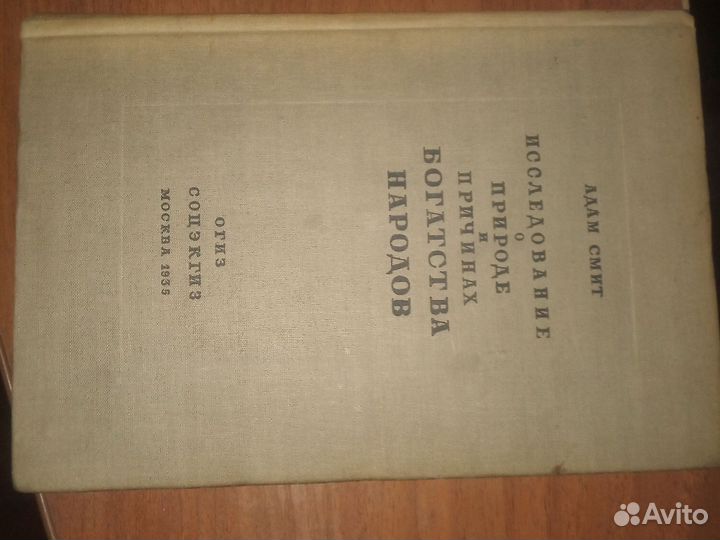 АДАМ СМИТ
ИССЛЕДОВАНИЕ
О
ПРИРОДЕ
И
ПРИЧИНАХ
БОГАТСТВА
НАРОДОВ
ОГИЗ
СОЦЭКГИЗ
МОСКВА 1935
Avito